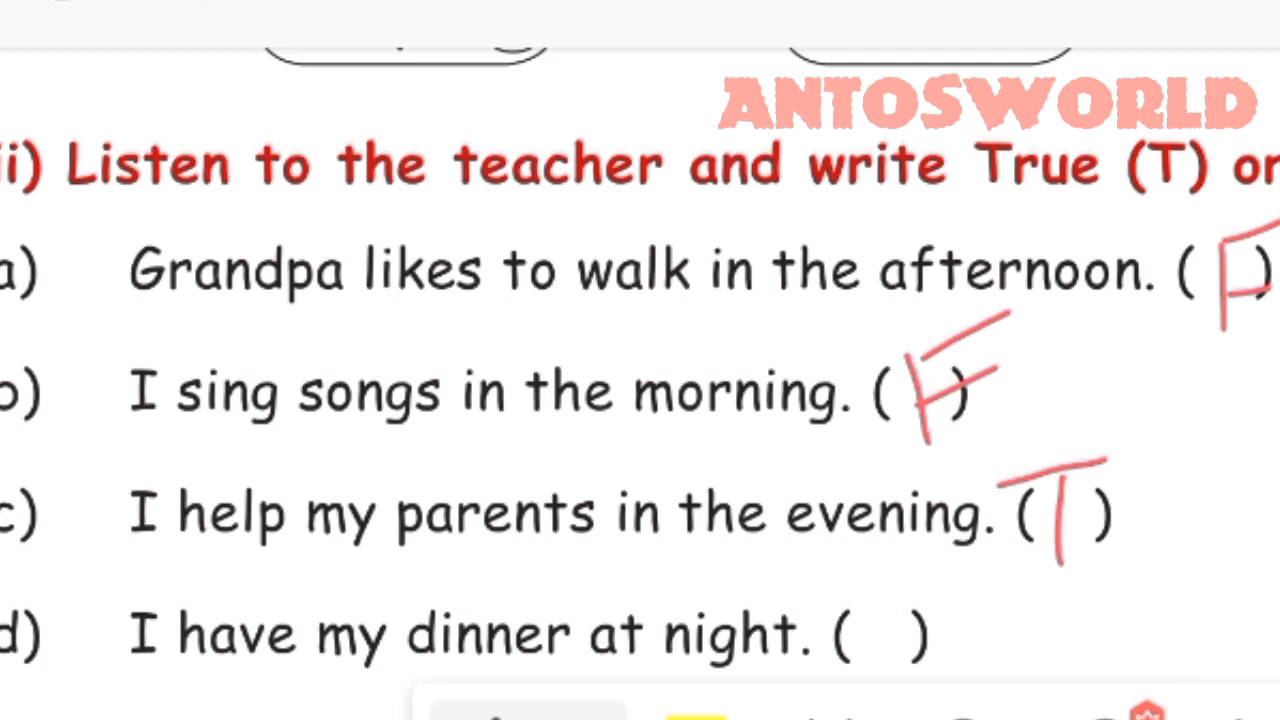 ANTOSWORLD
ii) Listen to the teacher and write True (T) or
a) Grandpa likes to walk in the afternoon. ( F )
b) I sing songs in the morning. ( F )
c) I help my parents in the evening. ( T )
d) I have my dinner at night. ( )